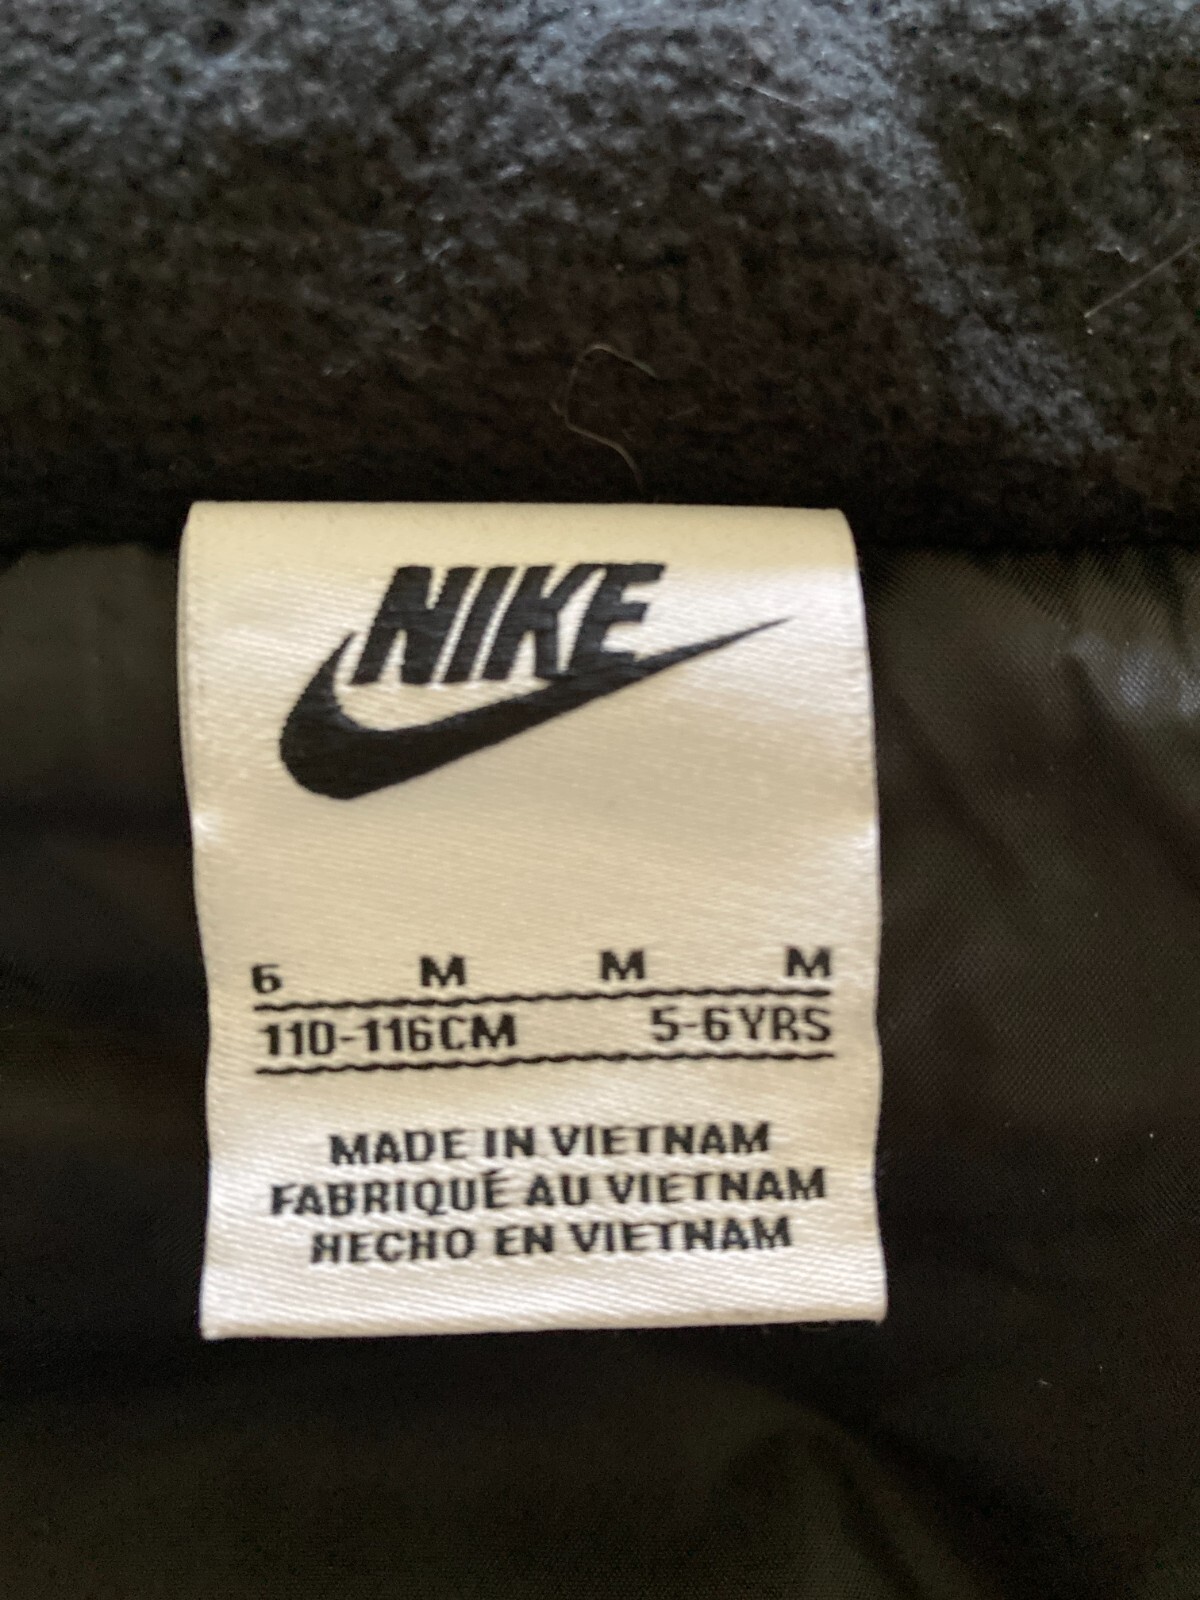 NIKE
6 M M M
110-116CM 5-6YRS
MADE IN VIETNAM
FABRIQUÉ AU VIETNAM
HECHO EN VIETNAM